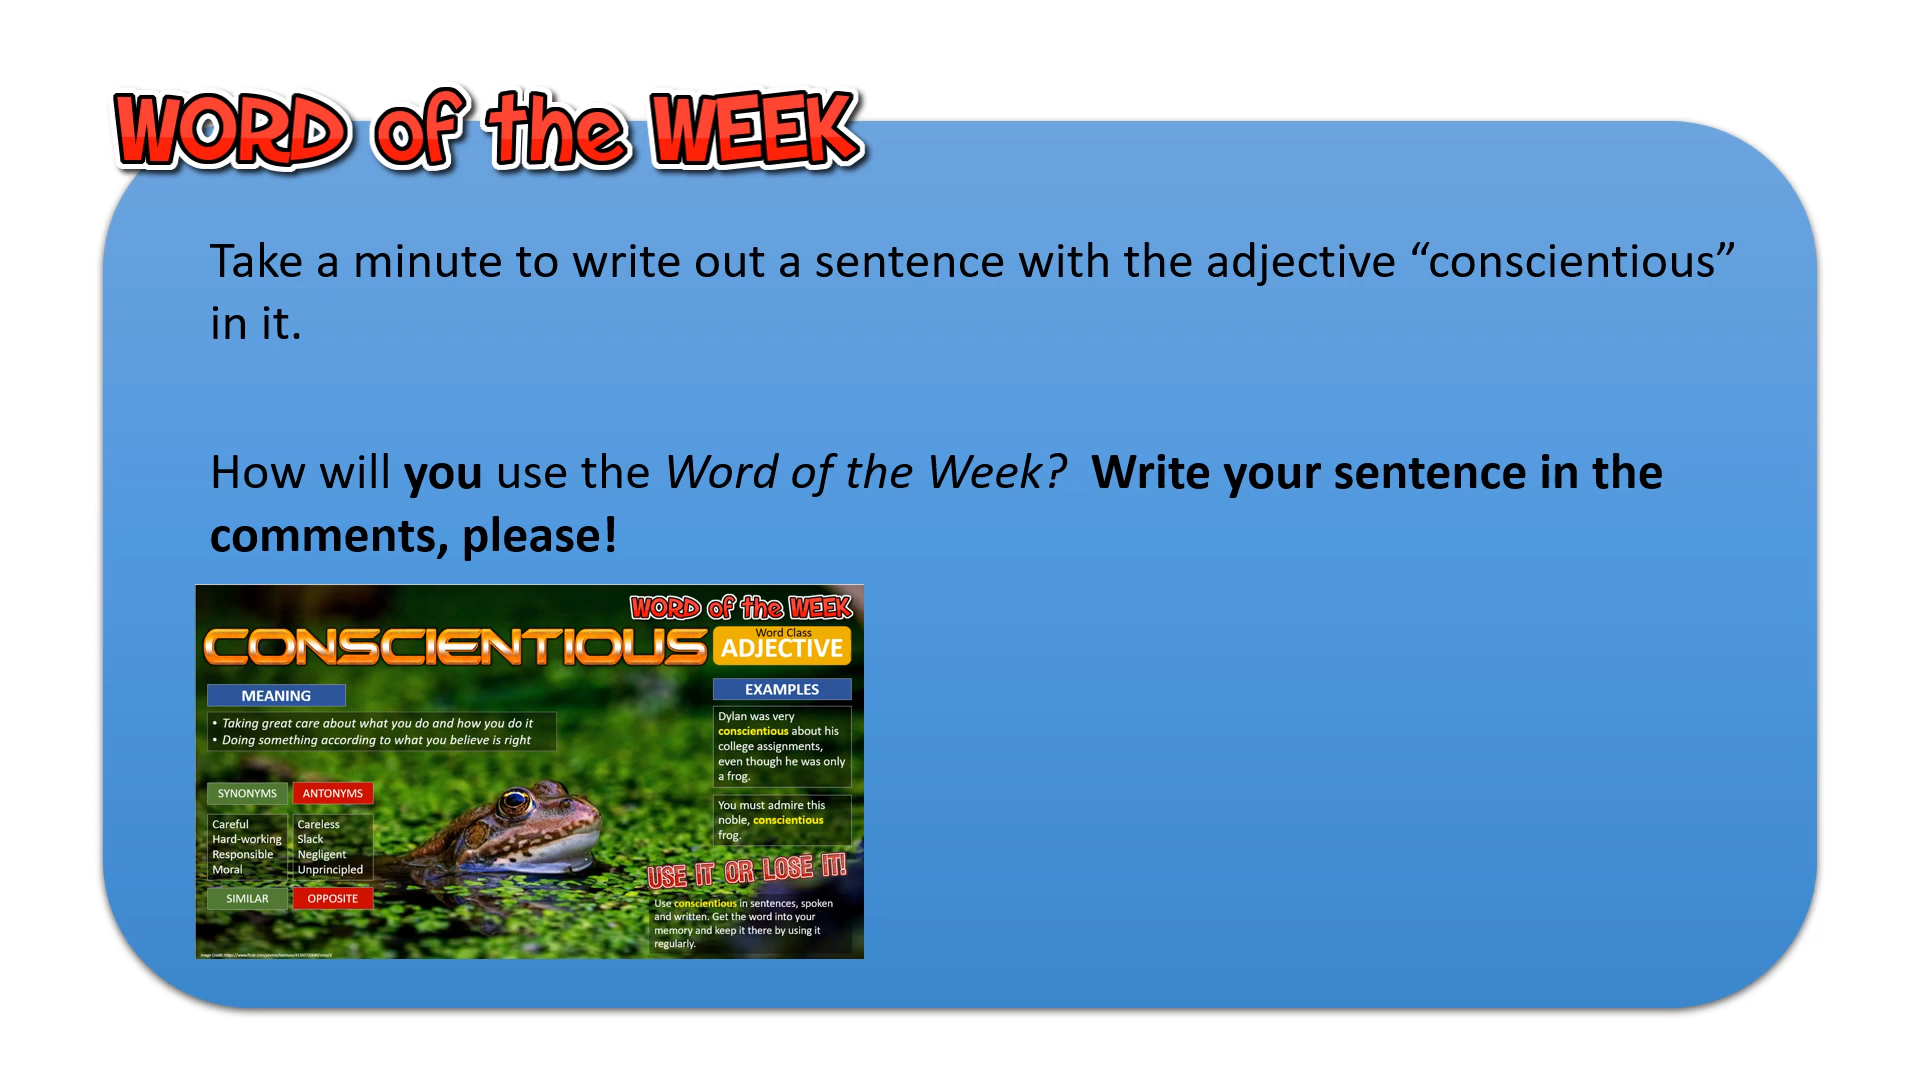 WORD of the WEEK
Take a minute to write out a sentence with the adjective “conscientious”
in it.
How will you use the Word of the Week? Write your sentence in the
comments, please!
WORD of the WEEK
CONSCIENTIOUS
Word Class
ADJECTIVE
MEANING
• Taking great care about what you do and how you do it
• Doing something according to what you believe is right
EXAMPLES
Dylan was very
conscientious about his
college assignments,
even though he was only
a frog.
You must admire this
noble, conscientious
frog.
SYNONYMS
ANTONYMS
Careful
Hard-working
Responsible
Moral
Careless
Slack
Negligent
Unprincipled
SIMILAR
OPPOSITE
USE IT OR LOSE IT!
Use conscientious in sentences, spoken
and written. Get the word into your
memory and keep it there by using it
regularly.